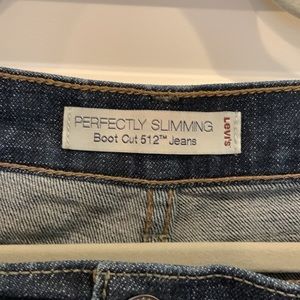 PERFECTLY SLIMMING
Boot Cut 512™ Jeans
Levi's